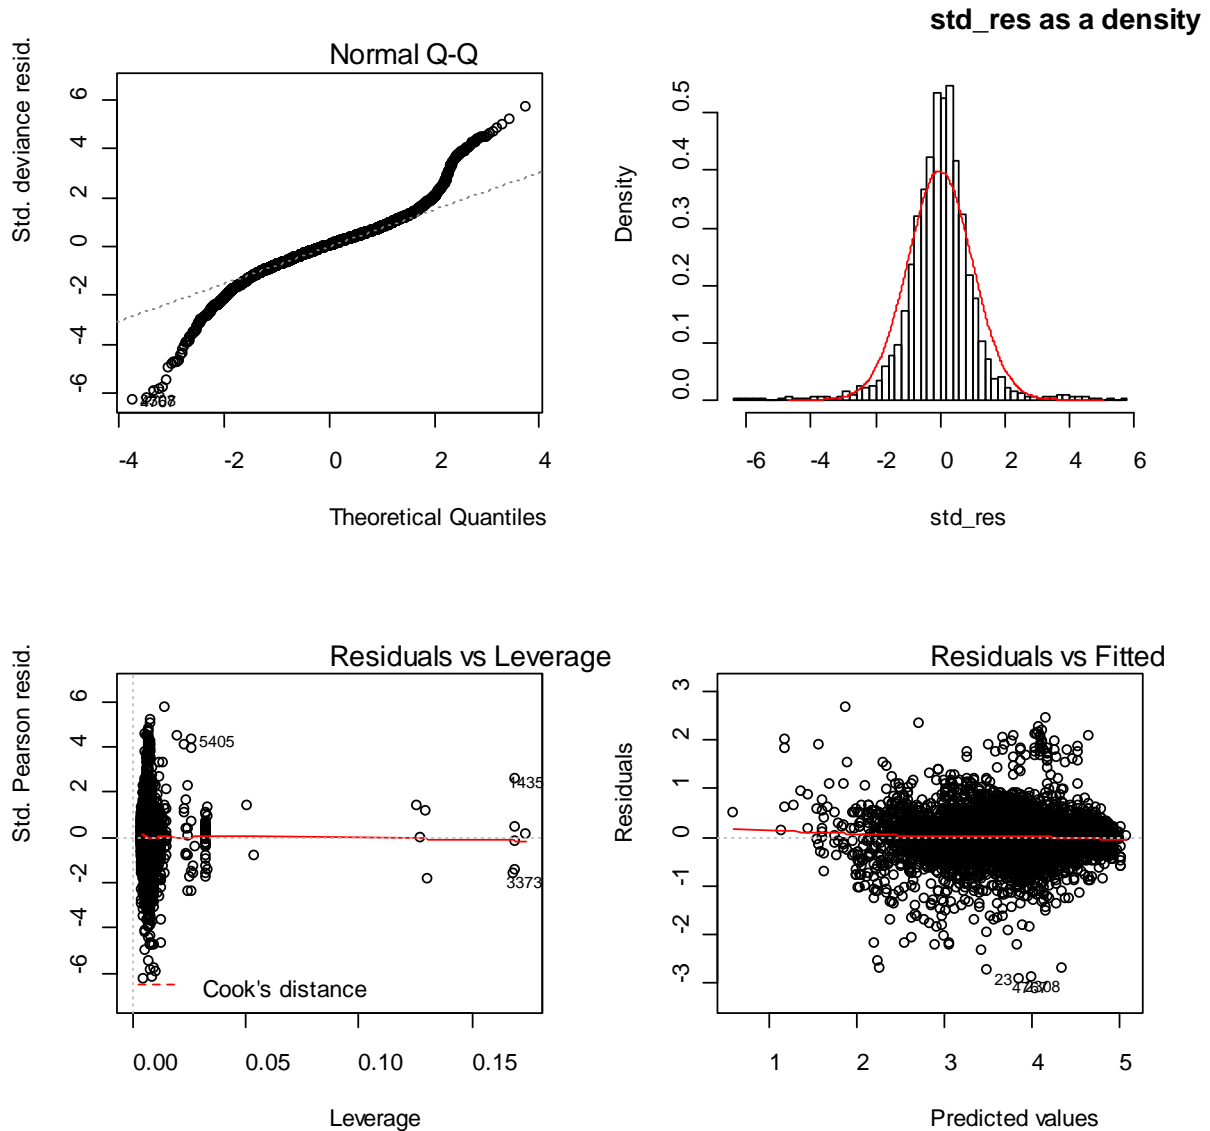 std_res as a density
Normal Q-Q
Std. deviance resid.
6
4
2
0
-2
-4
-6
-4 -2 0 2 4
Theoretical Quantiles
Density
0.5
0.4
0.3
0.2
0.1
0.0
-6 -4 -2 0 2 4 6
std_res
Residuals vs Leverage
Std. Pearson resid.
6
4
2
0
-2
-4
-6
5405
1435
3373
Cook's distance
0.00 0.05 0.10 0.15
Leverage
Residuals vs Fitted
Residuals
3
2
1
0
-1
-2
-3
1 2 3 4 5
Predicted values